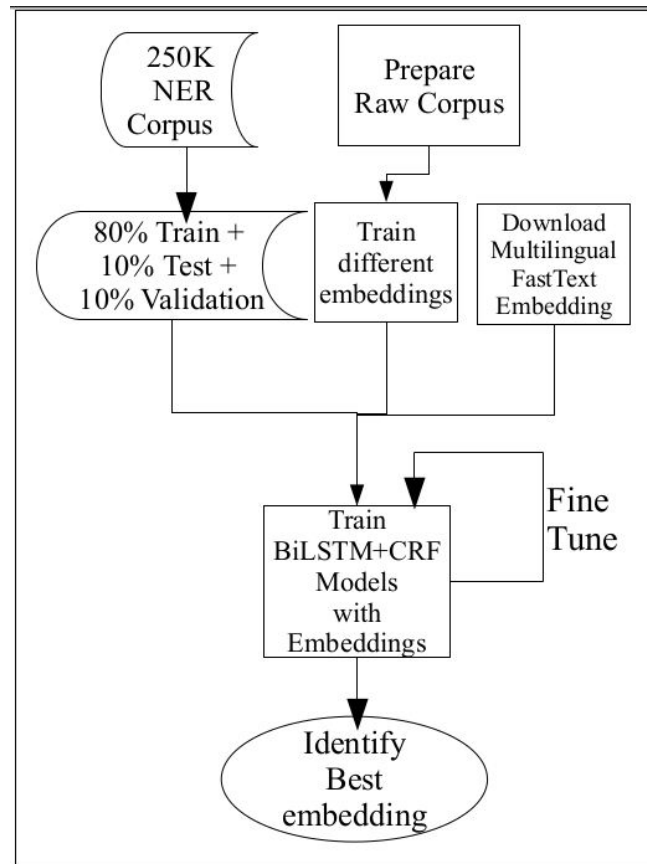 250K
NER
Corpus
Prepare
Raw Corpus
80% Train +
10% Test +
10% Validation
Train
different
embeddings
Download
Multilingual
FastText
Embedding
Train
BiLSTM+CRF
Models
with
Embeddings
Fine
Tune
Identify
Best
embedding